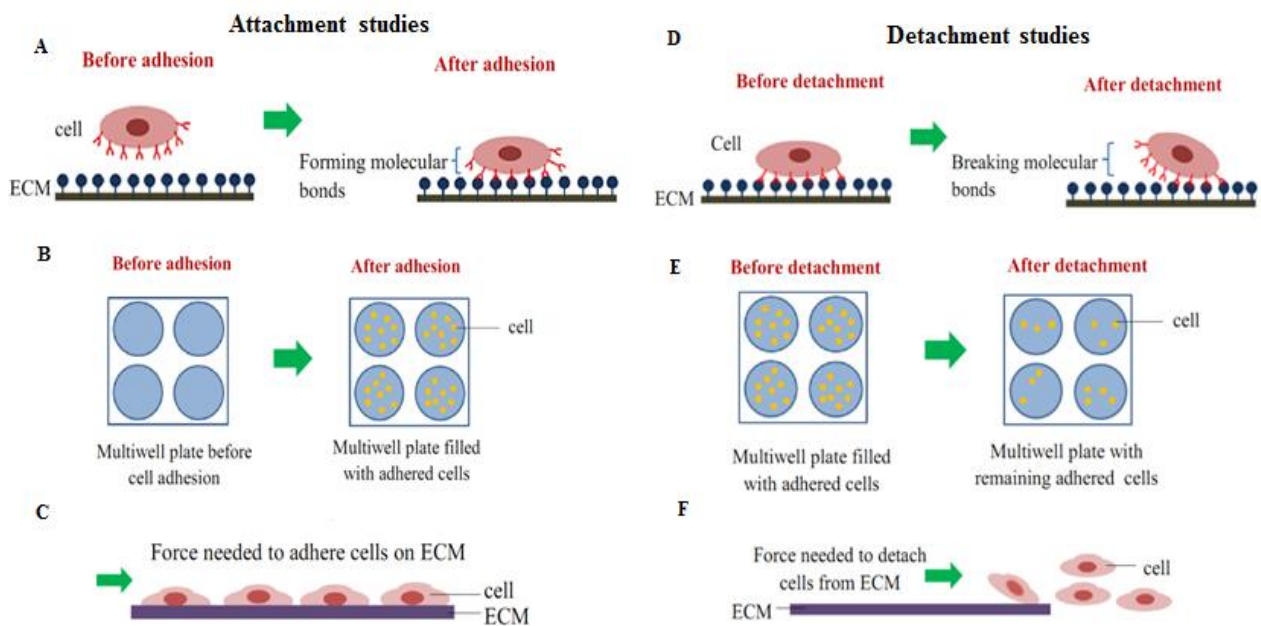 Attachment studies
A
Before adhesion
After adhesion
cell
Forming molecular
bonds
ECM
B
Before adhesion
After adhesion
cell
Multiwell plate before
cell adhesion
Multiwell plate filled
with adhered cells
C
Force needed to adhere cells on ECM
cell
ECM
Detachment studies
D
Before detachment
After detachment
Cell
Breaking molecular
bonds
ECM
E
Before detachment
After detachment
cell
Multiwell plate filled
with adhered cells
Multiwell plate with
remaining adhered cells
F
Force needed to detach
cells from ECM
cell
ECM